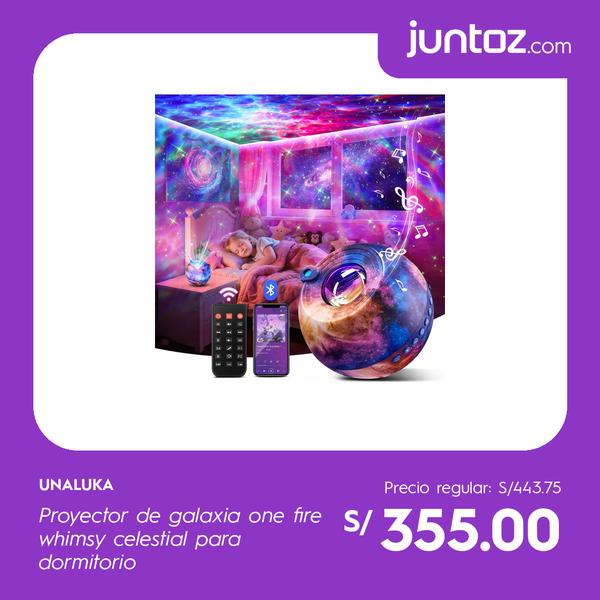 juntoz.com
UNALUKA
Proyector de galaxia one fire
whimsy celestial para
dormitorio
Precio regular: S/443.75
S/ 355.00